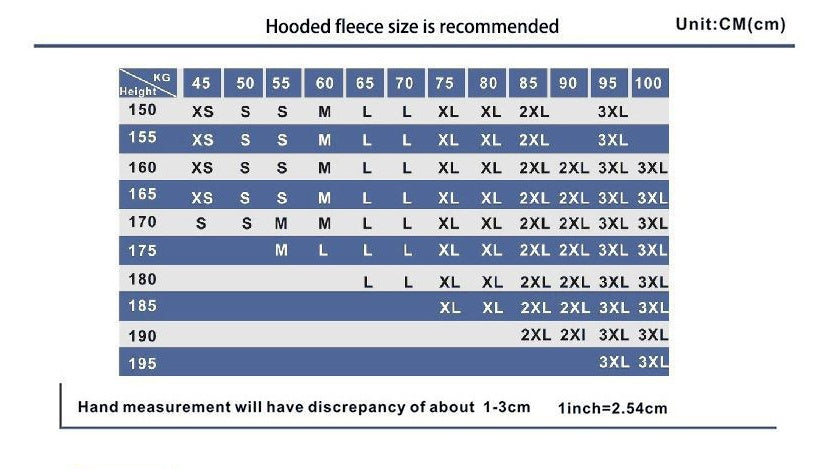 Hooded fleece size is recommended
Unit:CM(cm)
KG 45 50 55 60 65 70 75 80 85 90 95 100
Height
150 XS S S M L L XL XL 2XL 3XL
155 XS S S M L L XL XL 2XL 3XL
160 XS S S M L L XL XL 2XL 2XL 3XL 3XL
165 XS S S M L L XL XL 2XL 2XL 3XL 3XL
170 S S M M L L XL XL 2XL 2XL 3XL 3XL
175 M L L L XL XL 2XL 2XL 3XL 3XL
180 L L XL XL 2XL 2XL 3XL 3XL
185 XL XL 2XL 2XL 3XL 3XL
190 2XL 2XI 3XL 3XL
195 3XL 3XL
Hand measurement will have discrepancy of about 1-3cm 1inch=2.54cm